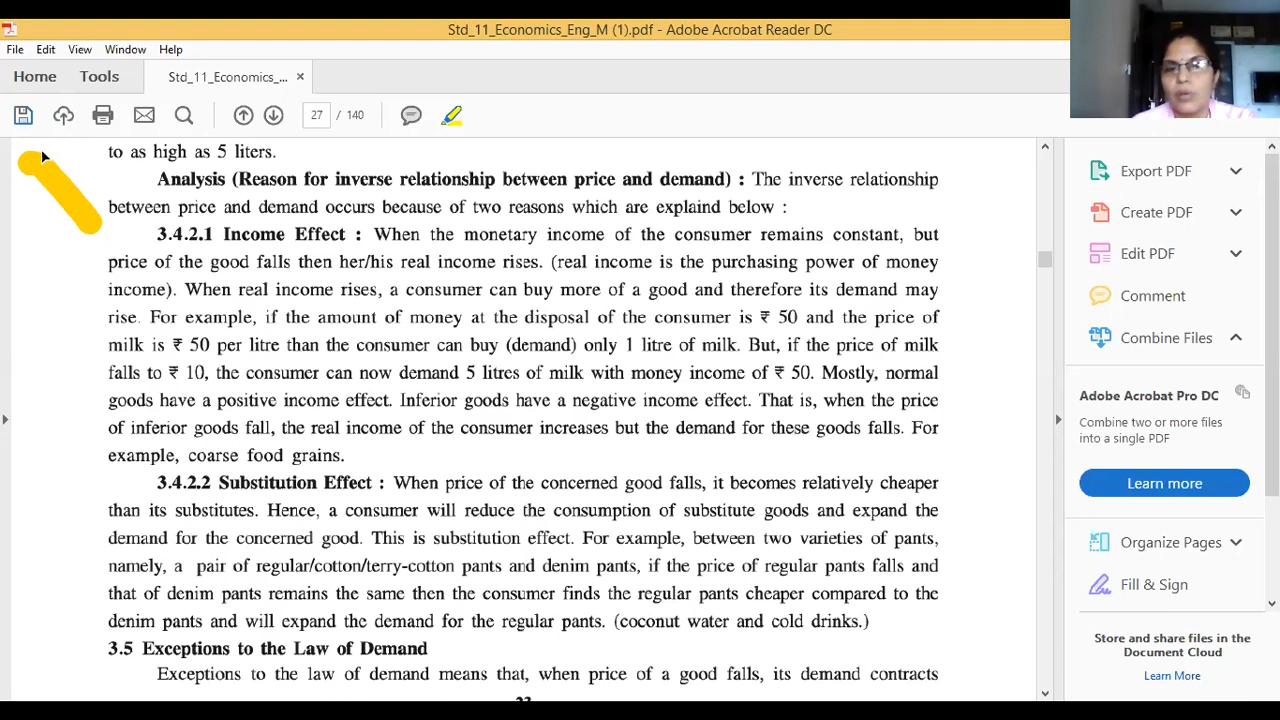 Std_11_Economics_Eng_M (1).pdf - Adobe Acrobat Reader DC
File Edit View Window Help
Home Tools Std_11_Economics_... ×
27 / 140
to as high as 5 liters.
Analysis (Reason for inverse relationship between price and demand) : The inverse relationship
between price and demand occurs because of two reasons which are explaind below :
3.4.2.1 Income Effect : When the monetary income of the consumer remains constant, but
price of the good falls then her/his real income rises. (real income is the purchasing power of money
income). When real income rises, a consumer can buy more of a good and therefore its demand may
rise. For example, if the amount of money at the disposal of the consumer is ₹ 50 and the price of
milk is ₹ 50 per litre than the consumer can buy (demand) only 1 litre of milk. But, if the price of milk
falls to ₹ 10, the consumer can now demand 5 litres of milk with money income of ₹ 50. Mostly, normal
goods have a positive income effect. Inferior goods have a negative income effect. That is, when the price
of inferior goods fall, the real income of the consumer increases but the demand for these goods falls. For
example, coarse food grains.
3.4.2.2 Substitution Effect : When price of the concerned good falls, it becomes relatively cheaper
than its substitutes. Hence, a consumer will reduce the consumption of substitute goods and expand the
demand for the concerned good. This is substitution effect. For example, between two varieties of pants,
namely, a pair of regular/cotton/terry-cotton pants and denim pants, if the price of regular pants falls and
that of denim pants remains the same then the consumer finds the regular pants cheaper compared to the
denim pants and will expand the demand for the regular pants. (coconut water and cold drinks.)
3.5 Exceptions to the Law of Demand
Exceptions to the law of demand means that, when price of a good falls, its demand contracts
Export PDF
Create PDF
Edit PDF
Comment
Combine Files
Adobe Acrobat Pro DC
Combine two or more files
into a single PDF
Learn more
Organize Pages
Fill & Sign
Store and share files in the
Document Cloud
Learn More